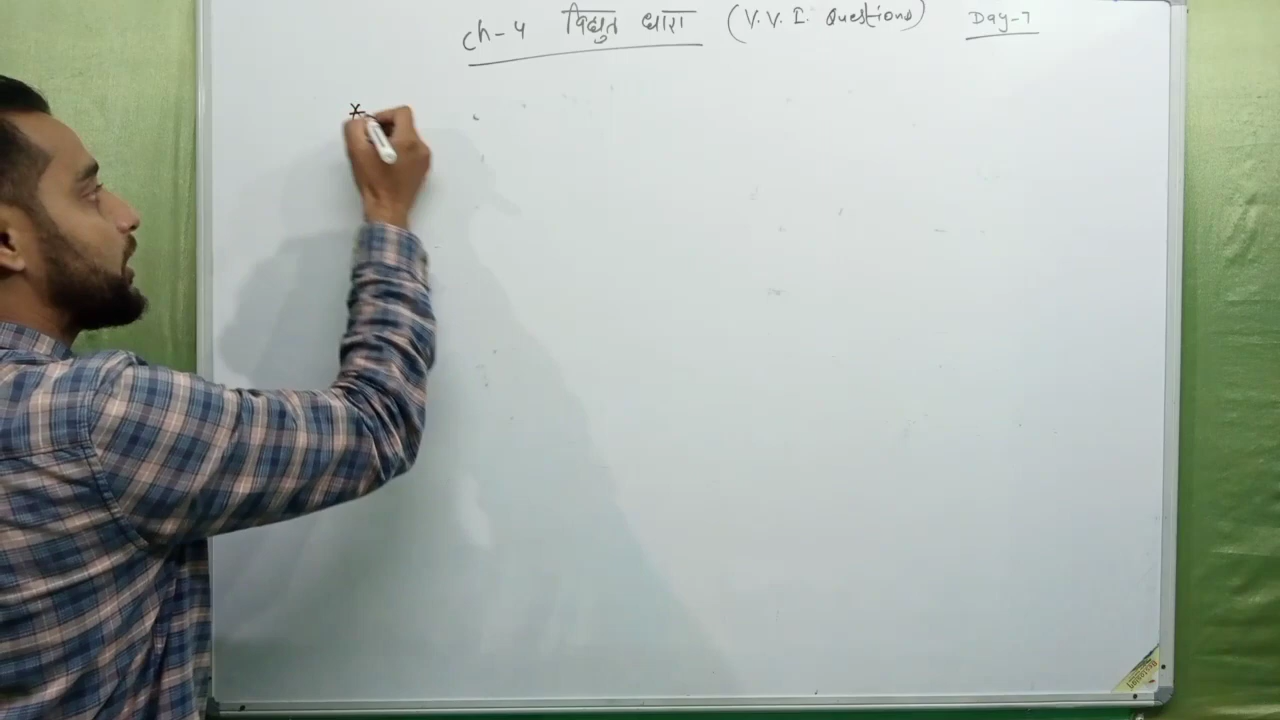 ch-4 विद्युत धारा (V.V.I. Questions) Day-7
*